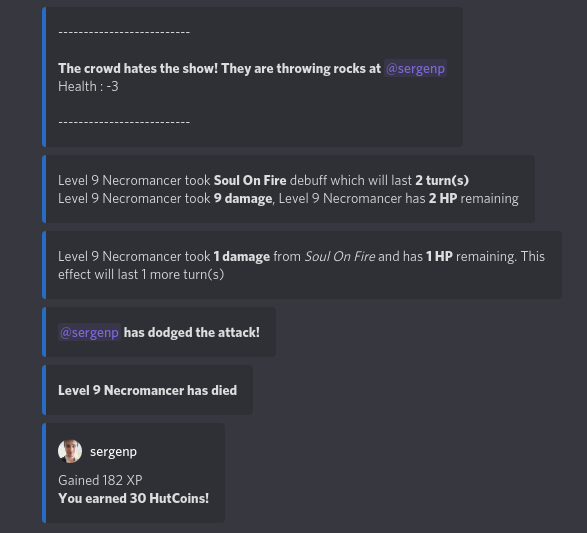 --------------------------
The crowd hates the show! They are throwing rocks at @sergenp
Health : -3
--------------------------
Level 9 Necromancer took Soul On Fire debuff which will last 2 turn(s)
Level 9 Necromancer took 9 damage, Level 9 Necromancer has 2 HP remaining
Level 9 Necromancer took 1 damage from Soul On Fire and has 1 HP remaining. This
effect will last 1 more turn(s)
@sergenp has dodged the attack!
Level 9 Necromancer has died
sergenp
Gained 182 XP
You earned 30 HutCoins!